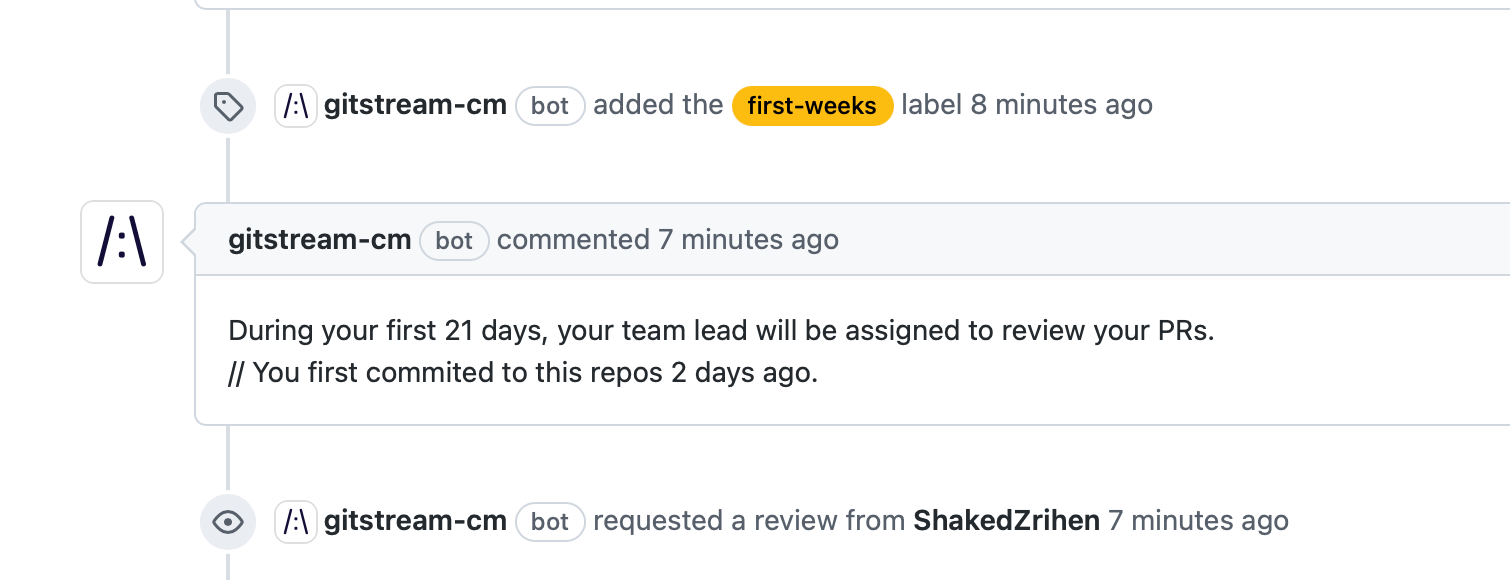 /:\ gitstream-cm bot added the first-weeks label 8 minutes ago
/:\ gitstream-cm bot commented 7 minutes ago
During your first 21 days, your team lead will be assigned to review your PRs.
// You first commited to this repos 2 days ago.
/:\ gitstream-cm bot requested a review from ShakedZrihen 7 minutes ago